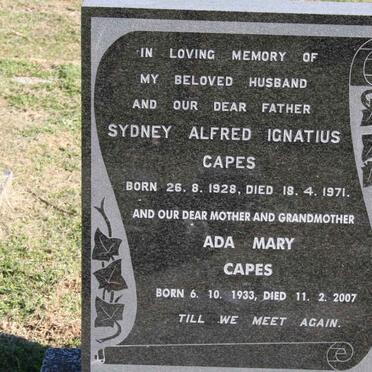 IN LOVING MEMORY OF
MY BELOVED HUSBAND
AND OUR DEAR FATHER
SYDNEY ALFRED IGNATIUS
CAPES
BORN 26. 8. 1928, DIED 18. 4. 1971.
AND OUR DEAR MOTHER AND GRANDMOTHER
ADA MARY
CAPES
BORN 6. 10. 1933, DIED 11. 2. 2007
TILL WE MEET AGAIN.